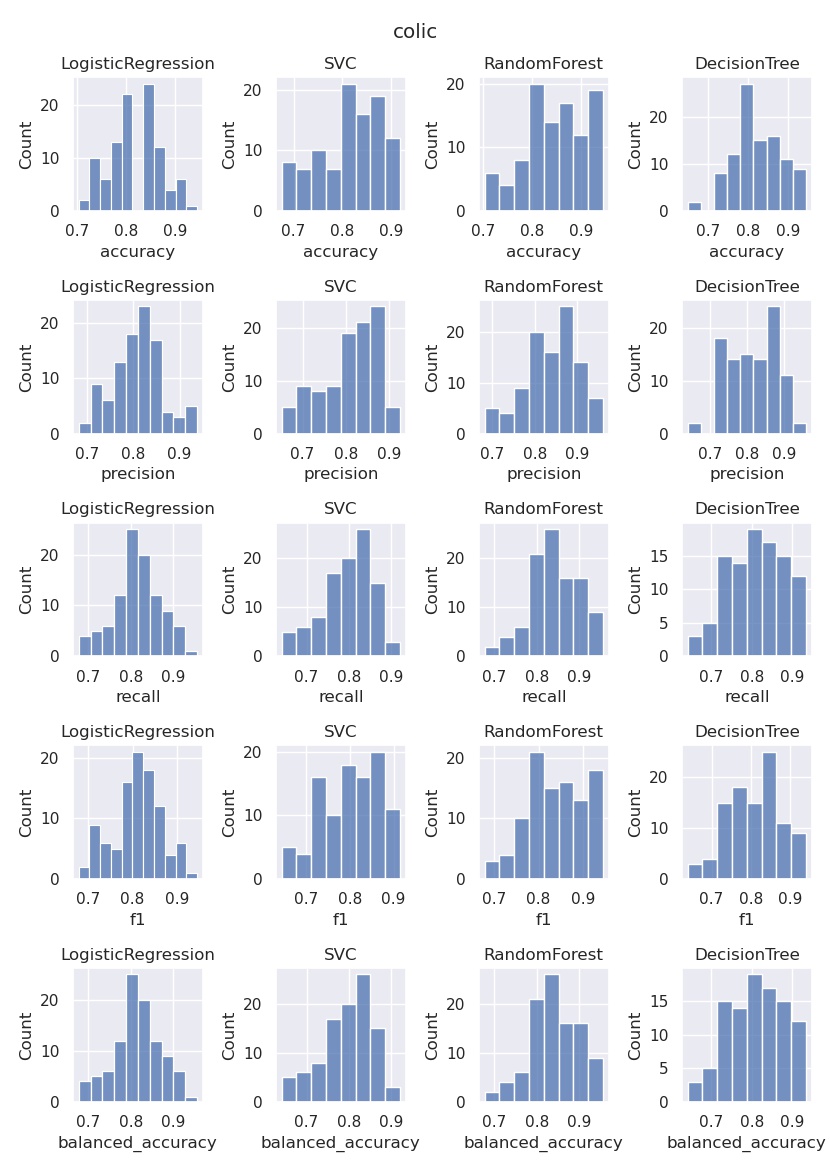 colic
LogisticRegression SVC RandomForest DecisionTree
Count 0 10 20 0.7 0.8 0.9 accuracy
Count 0 10 20 0.7 0.8 0.9 accuracy
Count 0 10 20 0.7 0.8 0.9 accuracy
Count 0 10 20 0.7 0.8 0.9 accuracy
LogisticRegression SVC RandomForest DecisionTree
Count 0 10 20 0.7 0.8 0.9 precision
Count 0 10 20 0.7 0.8 0.9 precision
Count 0 10 20 0.7 0.8 0.9 precision
Count 0 10 20 0.7 0.8 0.9 precision
LogisticRegression SVC RandomForest DecisionTree
Count 0 10 20 0.7 0.8 0.9 recall
Count 0 10 20 0.7 0.8 0.9 recall
Count 0 10 20 0.7 0.8 0.9 recall
Count 0 5 10 15 0.7 0.8 0.9 recall
LogisticRegression SVC RandomForest DecisionTree
Count 0 10 20 0.7 0.8 0.9 f1
Count 0 10 20 0.7 0.8 0.9 f1
Count 0 10 20 0.7 0.8 0.9 f1
Count 0 10 20 0.7 0.8 0.9 f1
LogisticRegression SVC RandomForest DecisionTree
Count 0 10 20 0.7 0.8 0.9 balanced_accuracy
Count 0 10 20 0.7 0.8 0.9 balanced_accuracy
Count 0 10 20 0.7 0.8 0.9 balanced_accuracy
Count 0 5 10 15 0.7 0.8 0.9 balanced_accuracy